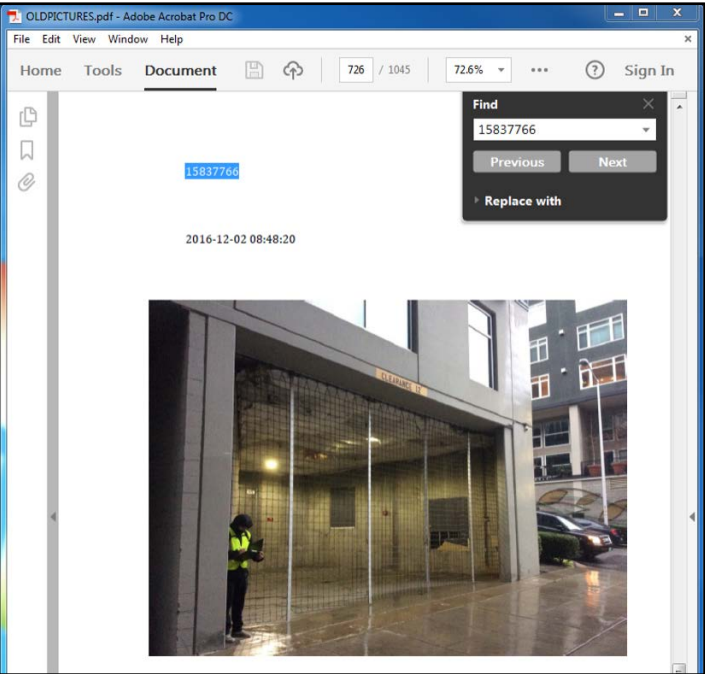 OLDPICTURES.pdf - Adobe Acrobat Pro DC
File Edit View Window Help
Home Tools Document 726 / 1045 72.6% ••• ? Sign In
Find
15837766
Previous Next
Replace with
15837766
2016-12-02 08:48:20
CLEARANCE